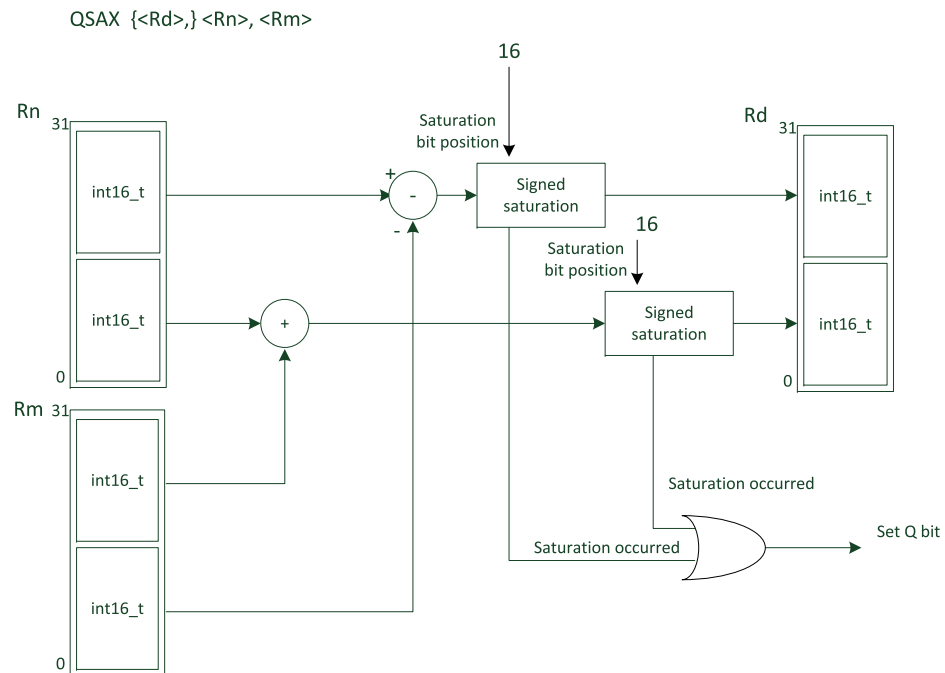 QSAX {<Rd>,} <Rn>, <Rm>
16
Rn
31
Saturation
bit position
Rd
31
+
int16_t
-
Signed
saturation
int16_t
-
16
Saturation
bit position
int16_t
+
Signed
saturation
int16_t
0
0
Rm
31
int16_t
Saturation occurred
Set Q bit
Saturation occurred
int16_t
0